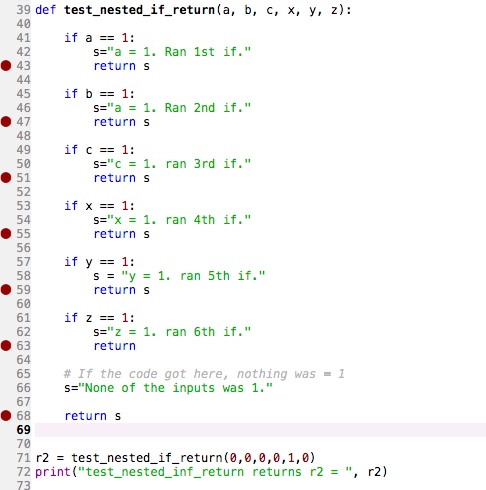 39 def test_nested_if_return(a, b, c, x, y, z):
40
41     if a == 1:
42         s="a = 1. Ran 1st if."
43         return s
44
45     if b == 1:
46         s="a = 1. Ran 2nd if."
47         return s
48
49     if c == 1:
50         s="c = 1. ran 3rd if."
51         return s
52
53     if x == 1:
54         s="x = 1. ran 4th if."
55         return s
56
57     if y == 1:
58         s = "y = 1. ran 5th if."
59         return s
60
61     if z == 1:
62         s="z = 1. ran 6th if."
63         return
64
65     # If the code got here, nothing was = 1
66     s="None of the inputs was 1."
67
68     return s
69
70
71 r2 = test_nested_if_return(0,0,0,0,1,0)
72 print("test_nested_inf_return returns r2 = ", r2)
73